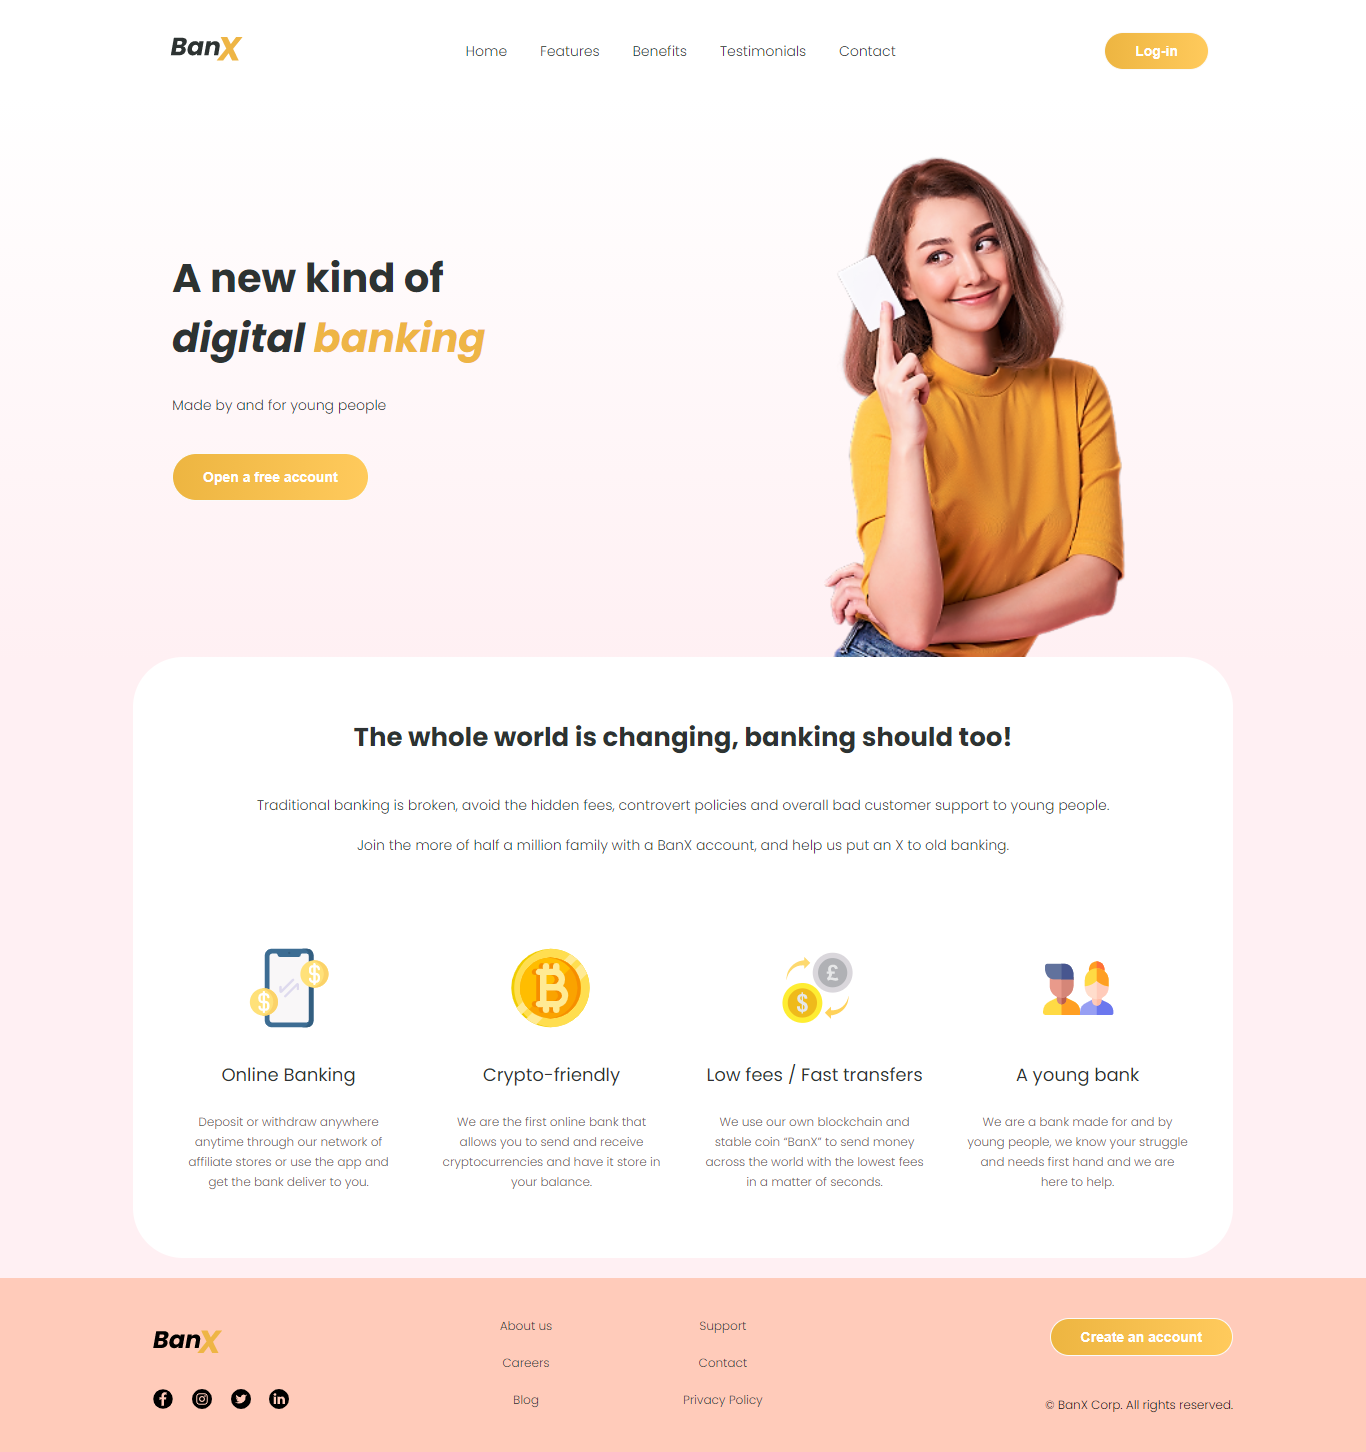 BanX
Home
Features
Benefits
Testimonials
Contact
Log-in
A new kind of
digital banking
Made by and for young people
Open a free account
The whole world is changing, banking should too!
Traditional banking is broken, avoid the hidden fees, controvert policies and overall bad customer support to young people.
Join the more of half a million family with a BanX account, and help us put an X to old banking.
Online Banking
Deposit or withdraw anywhere
anytime through our network of
affiliate stores or use the app and
get the bank deliver to you.
Crypto-friendly
We are the first online bank that
allows you to send and receive
cryptocurrencies and have it store in
your balance.
Low fees / Fast transfers
We use our own blockchain and
stable coin “BanX” to send money
across the world with the lowest fees
in a matter of seconds.
A young bank
We are a bank made for and by
young people, we know your struggle
and needs first hand and we are
here to help.
BanX
About us
Careers
Blog
Support
Contact
Privacy Policy
Create an account
© BanX Corp. All rights reserved.